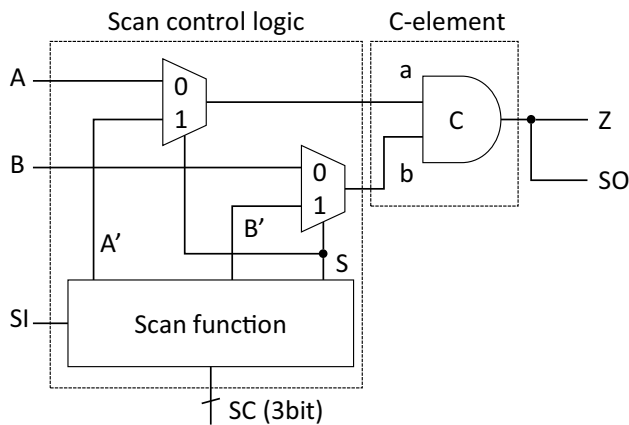 Scan control logic
C-element
A
0
1
a
C
Z
B
0
1
b
SO
A’
B’
S
SI
Scan function
SC (3bit)